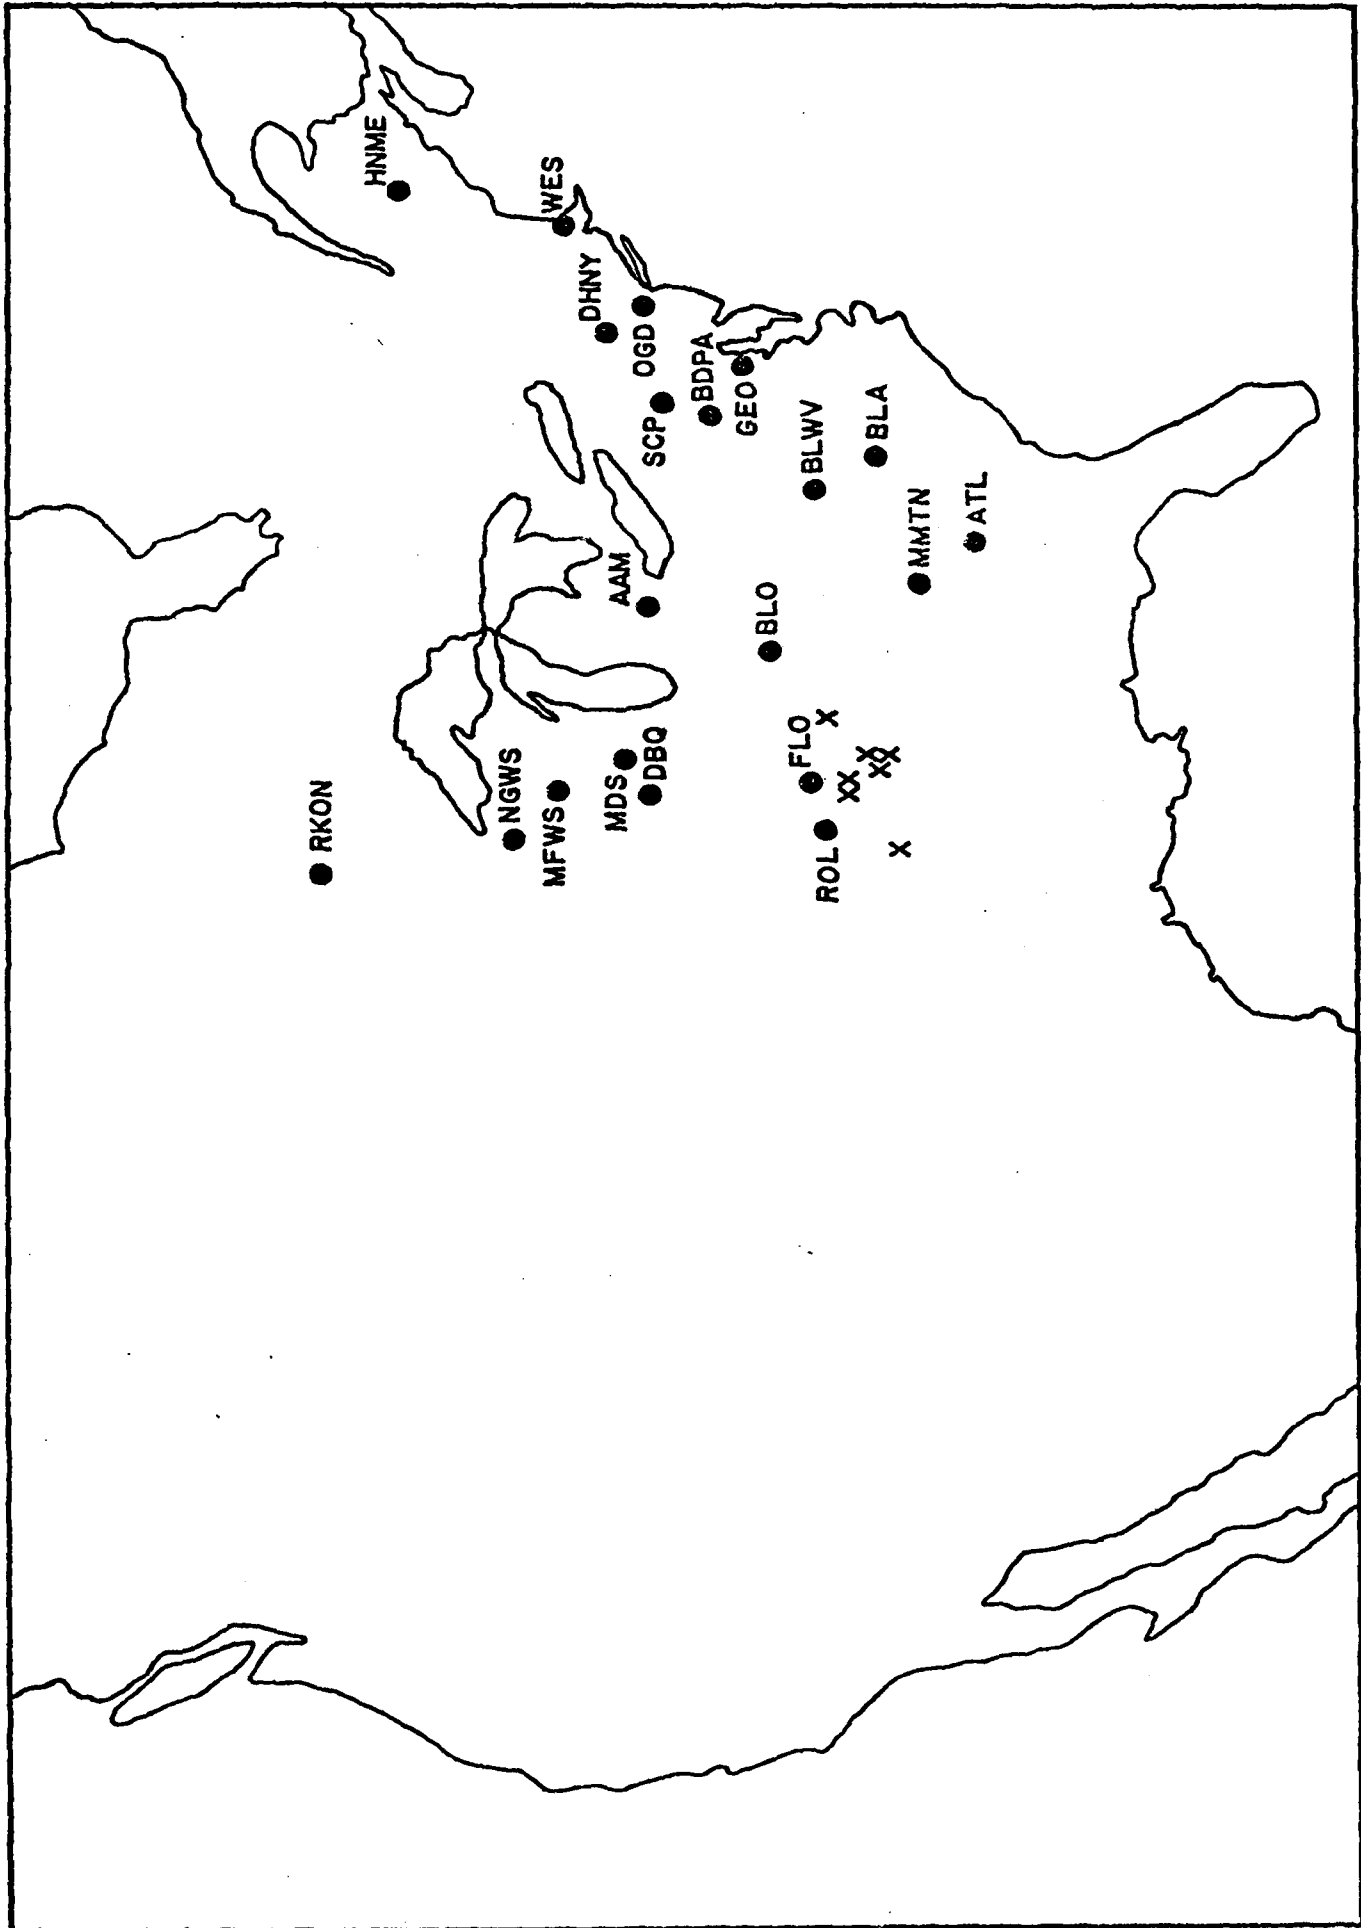 HNME
WES
DHNY
OGD
SCP
BDPA
GEO
BLWV
BLA
MMTN
ATL
AAM
BLO
RKON
NGWS
MFWS
MDS
DBQ
FLO
ROL
X
X
X
X
X
X
X
X